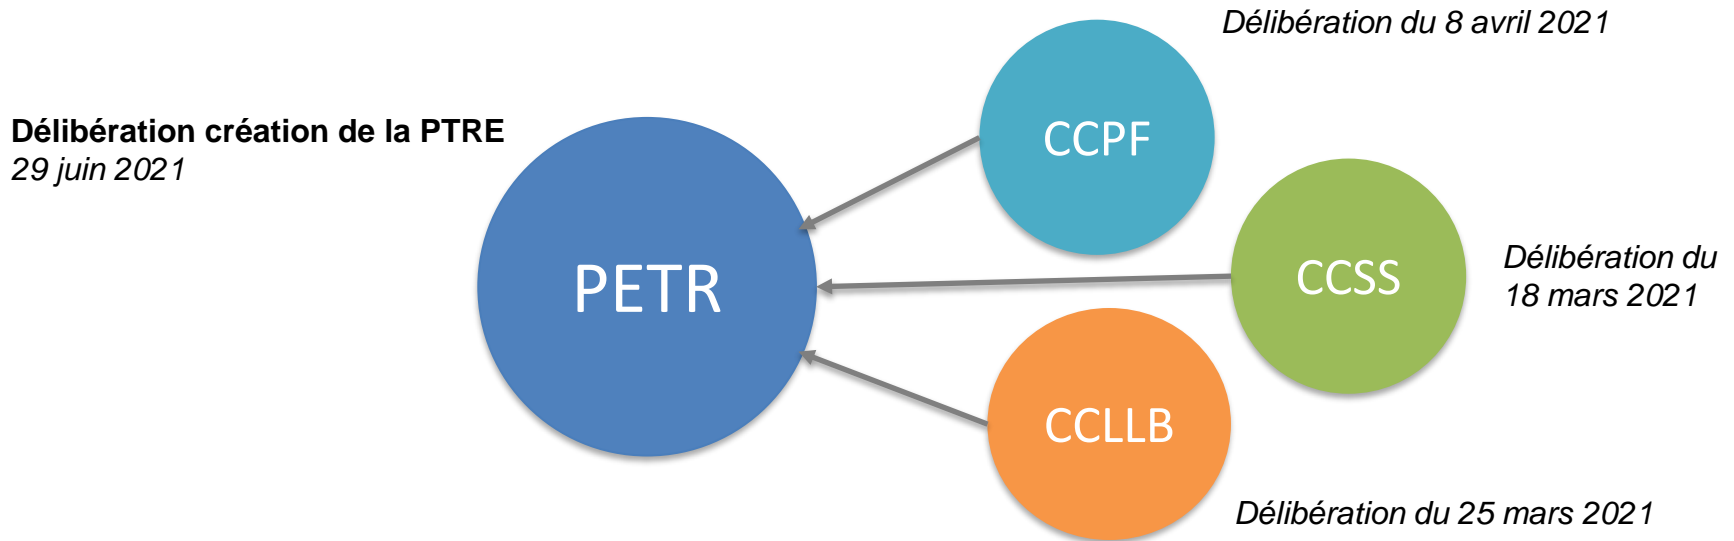 Délibération du 8 avril 2021
Délibération création de la PTRE
29 juin 2021
CCPF
PETR
CCSS
Délibération du
18 mars 2021
CCLLB
Délibération du 25 mars 2021